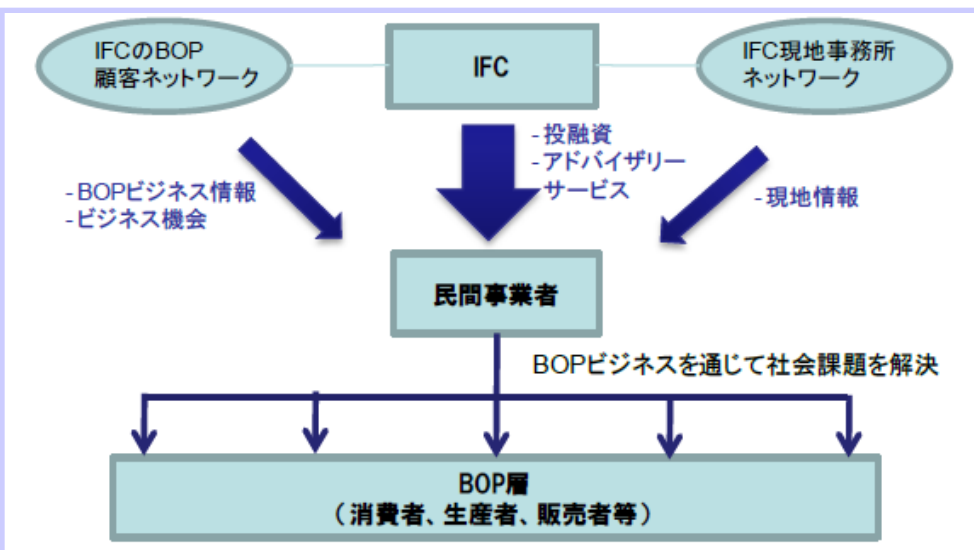 IFCのBOP
顧客ネットワーク
IFC
IFC現地事務所
ネットワーク
-BOPビジネス情報
-ビジネス機会
-投融資
-アドバイザリー
サービス
-現地情報
民間事業者
BOPビジネスを通じて社会課題を解決
BOP層
（消費者、生産者、販売者等）